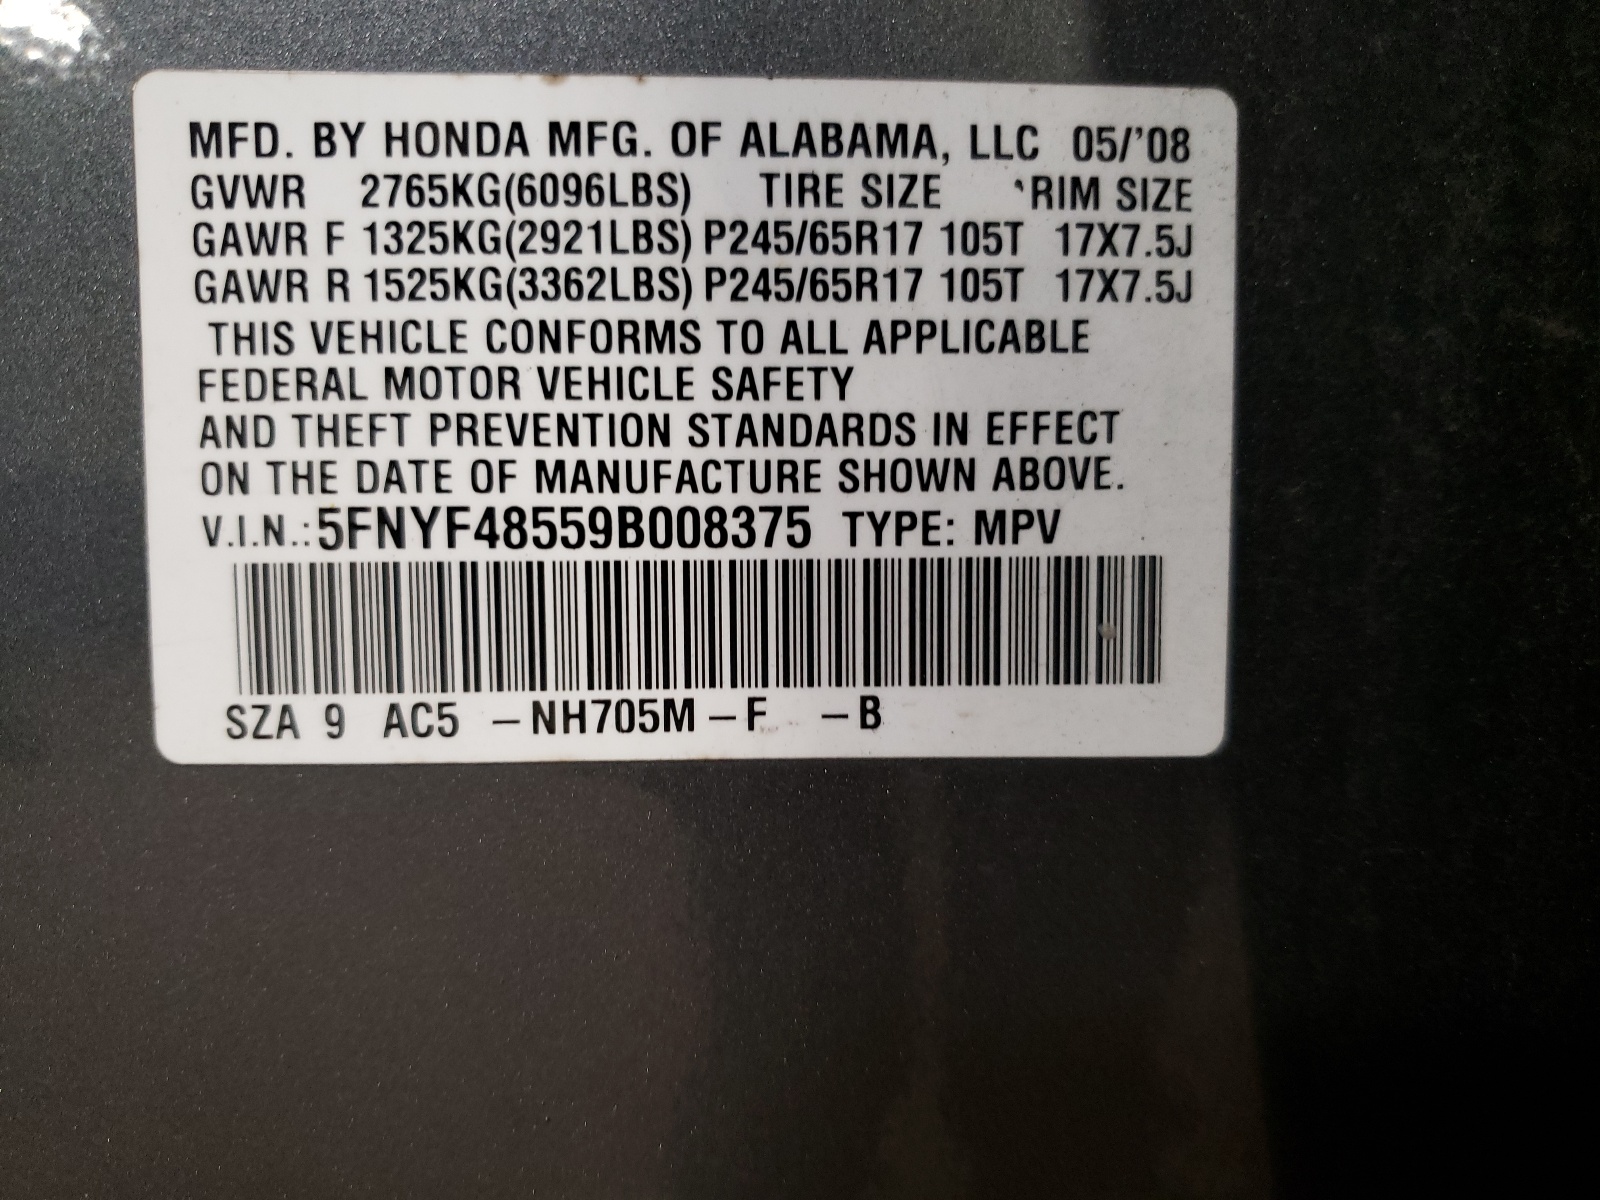 MFD. BY HONDA MFG. OF ALABAMA, LLC 05/'08
GVWR 2765KG(6096LBS) TIRE SIZE RIM SIZE
GAWR F 1325KG(2921LBS) P245/65R17 105T 17X7.5J
GAWR R 1525KG(3362LBS) P245/65R17 105T 17X7.5J
THIS VEHICLE CONFORMS TO ALL APPLICABLE
FEDERAL MOTOR VEHICLE SAFETY
AND THEFT PREVENTION STANDARDS IN EFFECT
ON THE DATE OF MANUFACTURE SHOWN ABOVE.
V.I.N.: 5FNYF48559B008375 TYPE: MPV
SZA 9 AC5 -NH705M-F -B